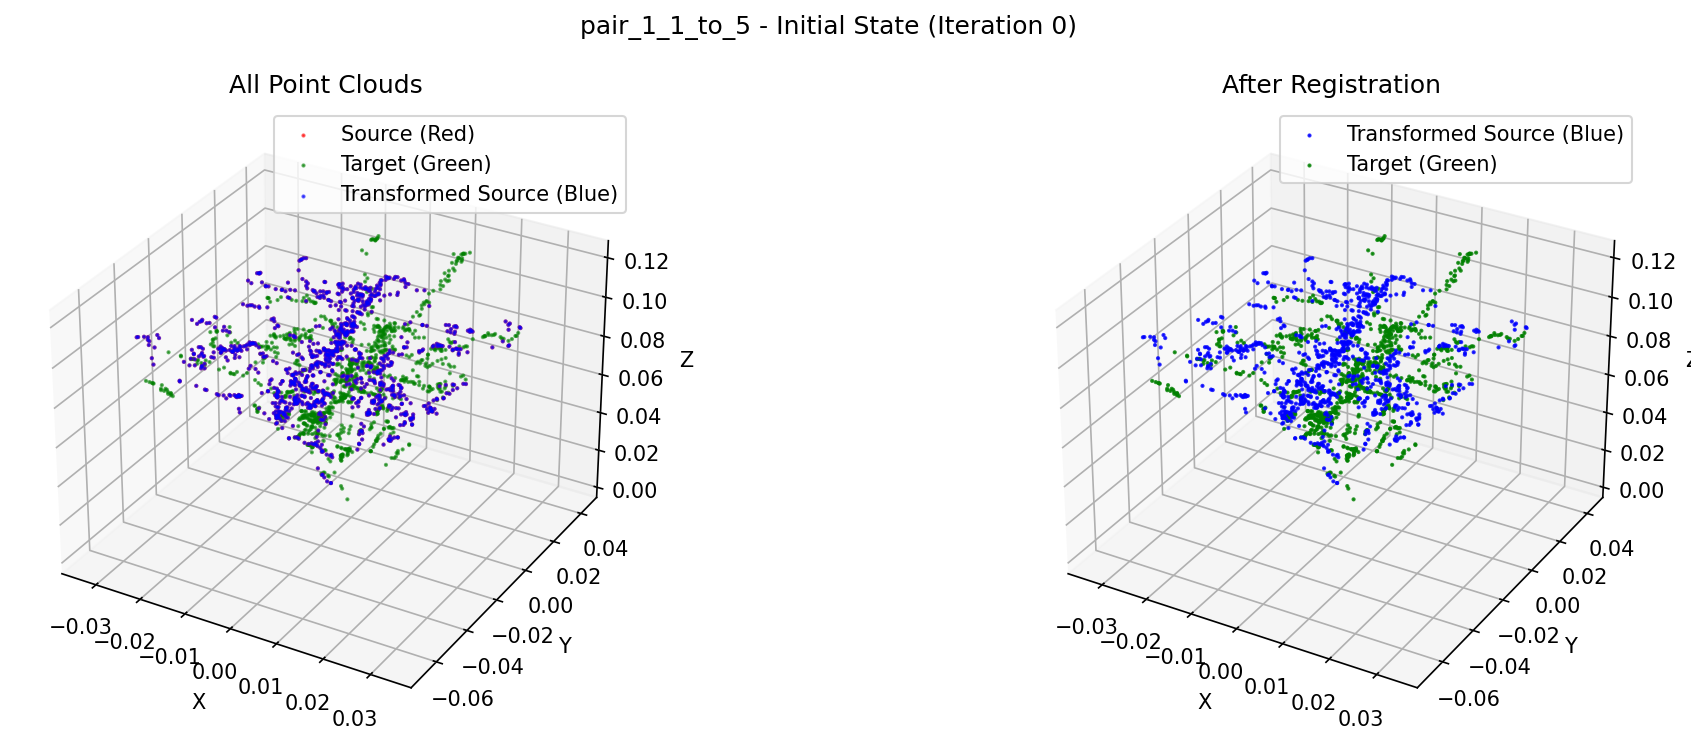 pair_1_1_to_5 - Initial State (Iteration 0)
All Point Clouds
Source (Red)
Target (Green)
Transformed Source (Blue)
0.12
0.10
0.08
0.06
0.04
0.02
0.00
Z
0.04
0.02
0.00
−0.02
−0.04
−0.06
Y
−0.03
−0.02
−0.01
0.00
0.01
0.02
0.03
X
After Registration
Transformed Source (Blue)
Target (Green)
0.12
0.10
0.08
0.06
0.04
0.02
0.00
Z
0.04
0.02
0.00
−0.02
−0.04
−0.06
Y
−0.03
−0.02
−0.01
0.00
0.01
0.02
0.03
X